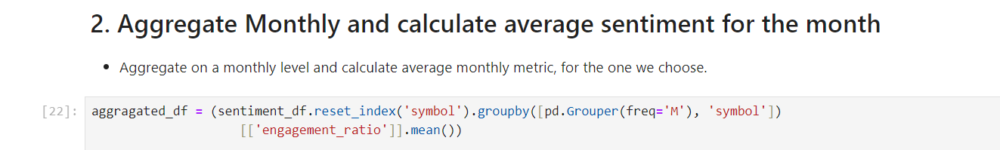 2. Aggregate Monthly and calculate average sentiment for the month
• Aggregate on a monthly level and calculate average monthly metric, for the one we choose.
[22]: aggragated_df = (sentiment_df.reset_index('symbol').groupby([pd.Grouper(freq='M'), 'symbol'])
[['engagement_ratio']].mean())